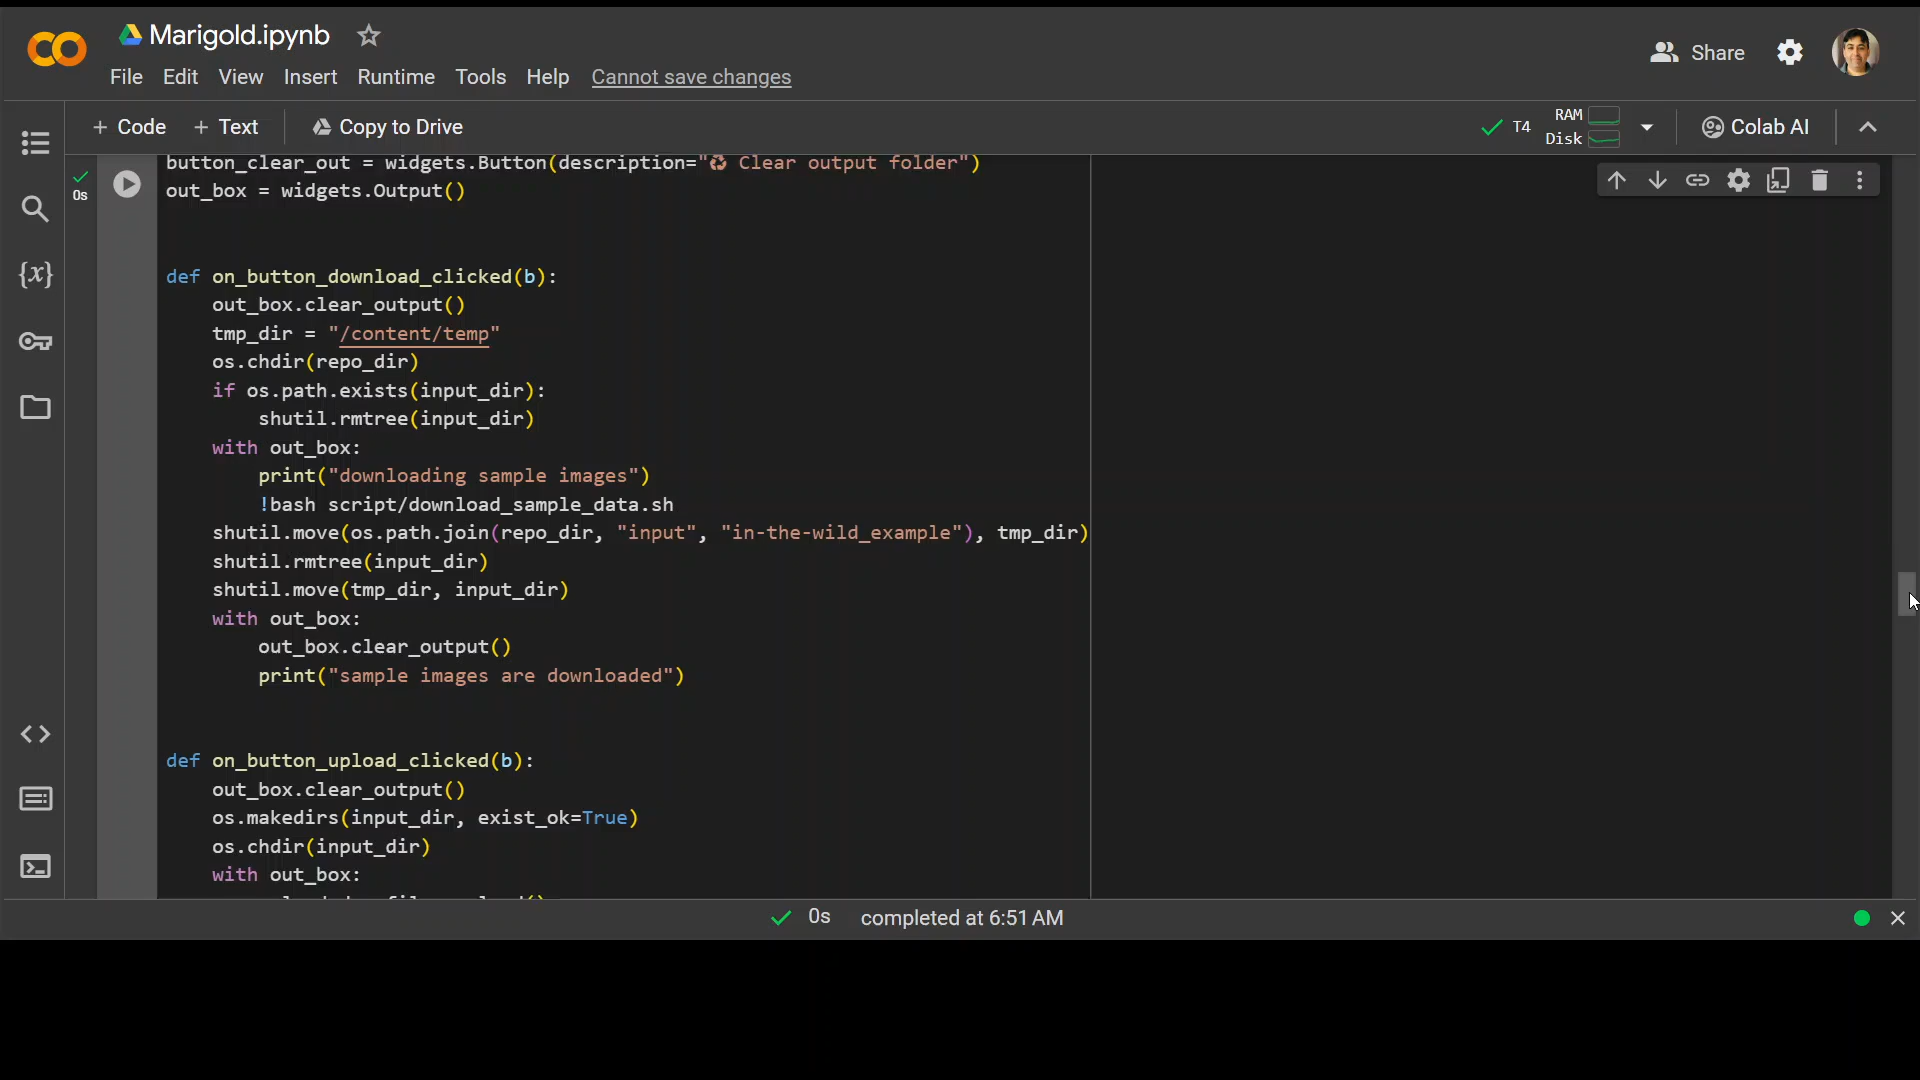 Marigold.ipynb
File Edit View Insert Runtime Tools Help Cannot save changes
Share
+ Code + Text Copy to Drive
T4 RAM Disk Colab AI
0s
button_clear_out = widgets.Button(description="♻ Clear output folder")
out_box = widgets.Output()
def on_button_download_clicked(b):
    out_box.clear_output()
    tmp_dir = "/content/temp"
    os.chdir(repo_dir)
    if os.path.exists(input_dir):
        shutil.rmtree(input_dir)
    with out_box:
        print("downloading sample images")
        !bash script/download_sample_data.sh
    shutil.move(os.path.join(repo_dir, "input", "in-the-wild_example"), tmp_dir)
    shutil.rmtree(input_dir)
    shutil.move(tmp_dir, input_dir)
    with out_box:
        out_box.clear_output()
        print("sample images are downloaded")
def on_button_upload_clicked(b):
    out_box.clear_output()
    os.makedirs(input_dir, exist_ok=True)
    os.chdir(input_dir)
    with out_box:
0s completed at 6:51 AM